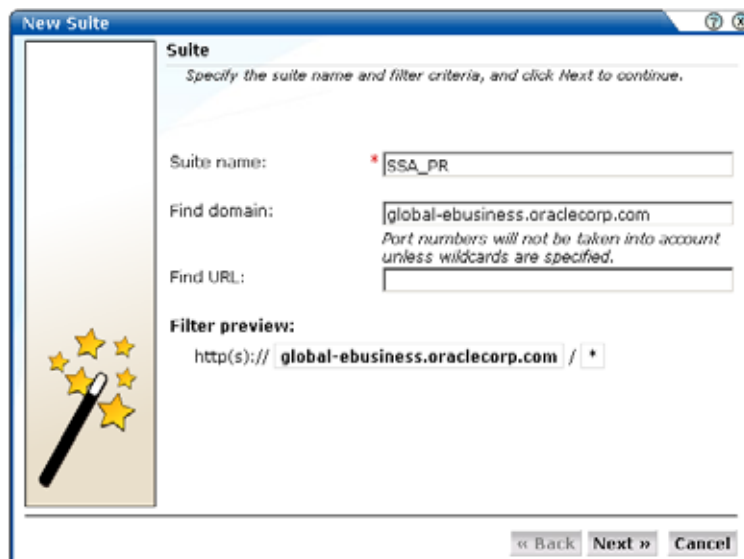 New Suite
Suite
Specify the suite name and filter criteria, and click Next to continue.
Suite name: * SSA_PR
Find domain: global-ebusiness.oraclecorp.com
Port numbers will not be taken into account
unless wildcards are specified.
Find URL:
Filter preview:
http(s):// global-ebusiness.oraclecorp.com / *
« Back Next » Cancel